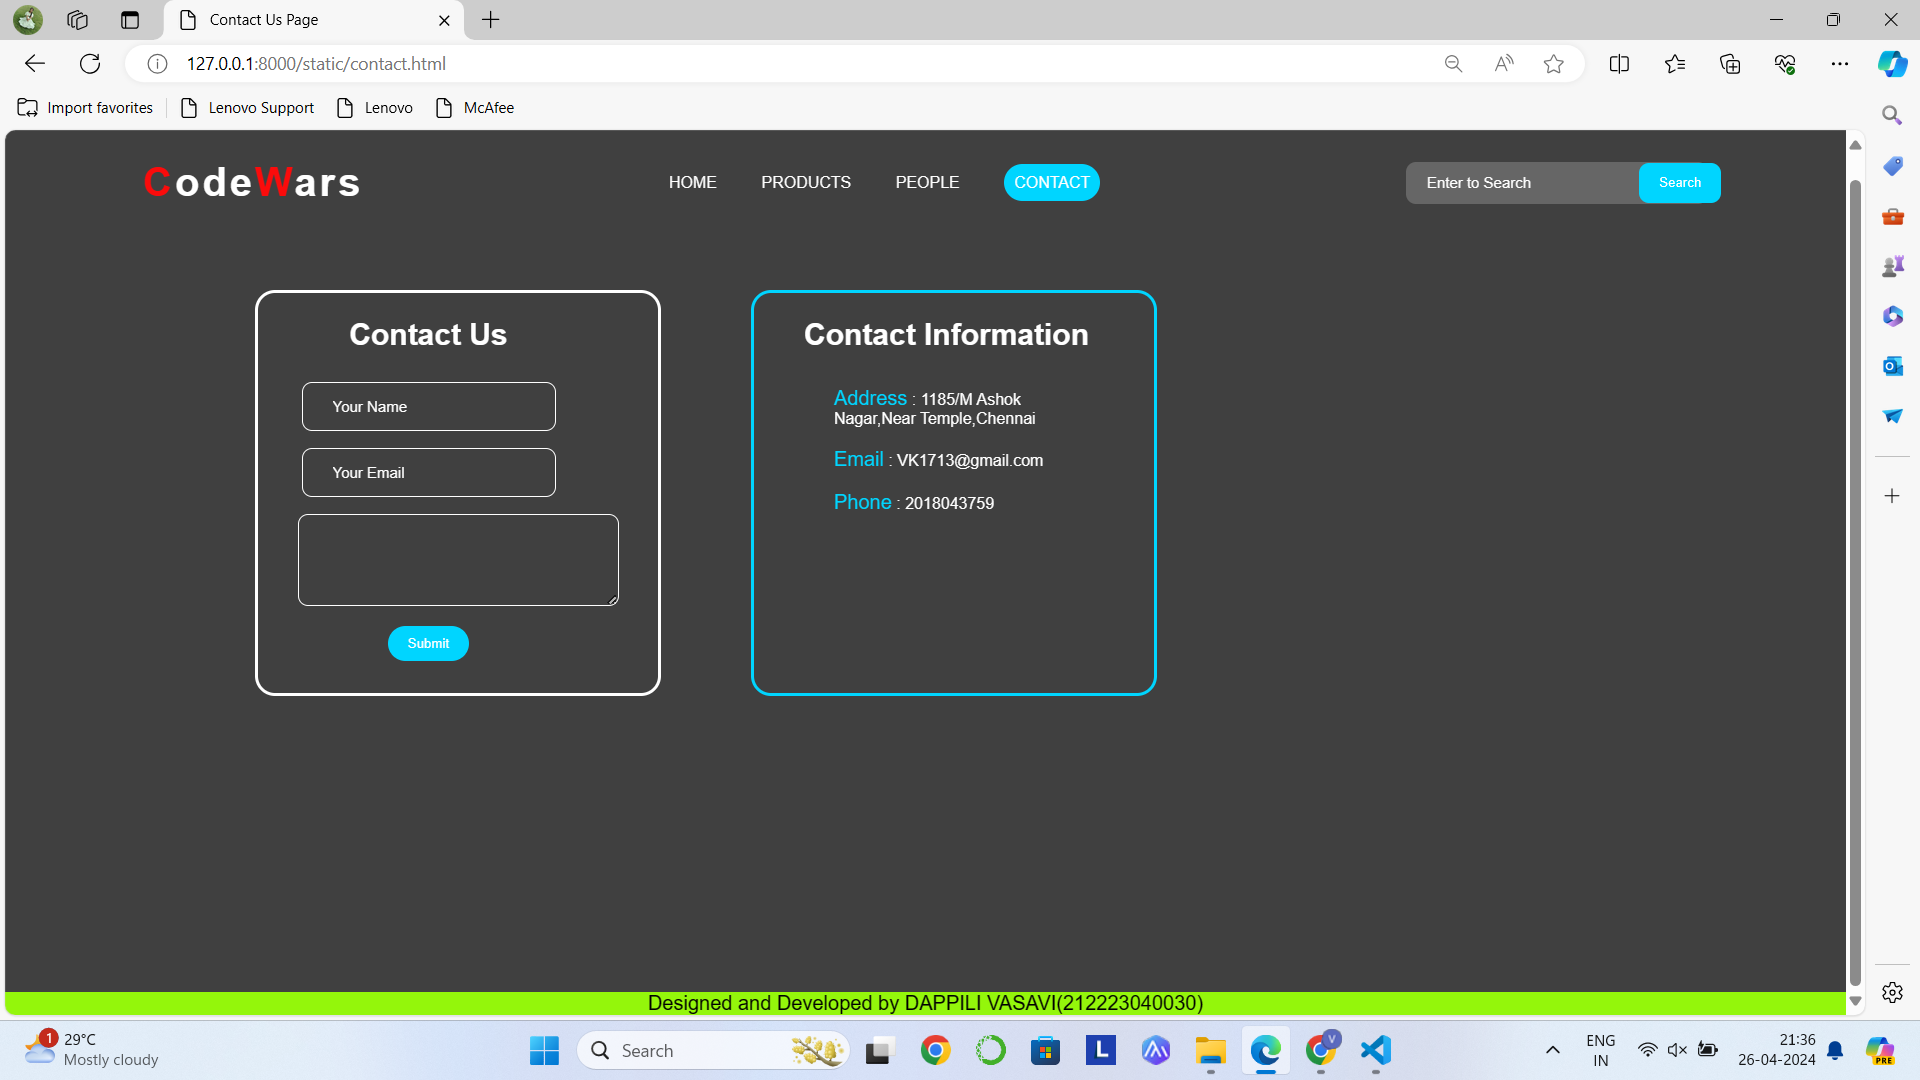 Contact Us Page
127.0.0.1:8000/static/contact.html
Import favorites
Lenovo Support
Lenovo
McAfee
CodeWars
HOME
PRODUCTS
PEOPLE
CONTACT
Enter to Search
Search
Contact Us
Your Name
Your Email
Submit
Contact Information
Address : 1185/M Ashok
Nagar,Near Temple,Chennai
Email : VK1713@gmail.com
Phone : 2018043759
Designed and Developed by DAPPILI VASAVI(212223040030)
1
29°C
Mostly cloudy
Search
L
V
ENG
IN
21:36
26-04-2024
PRE